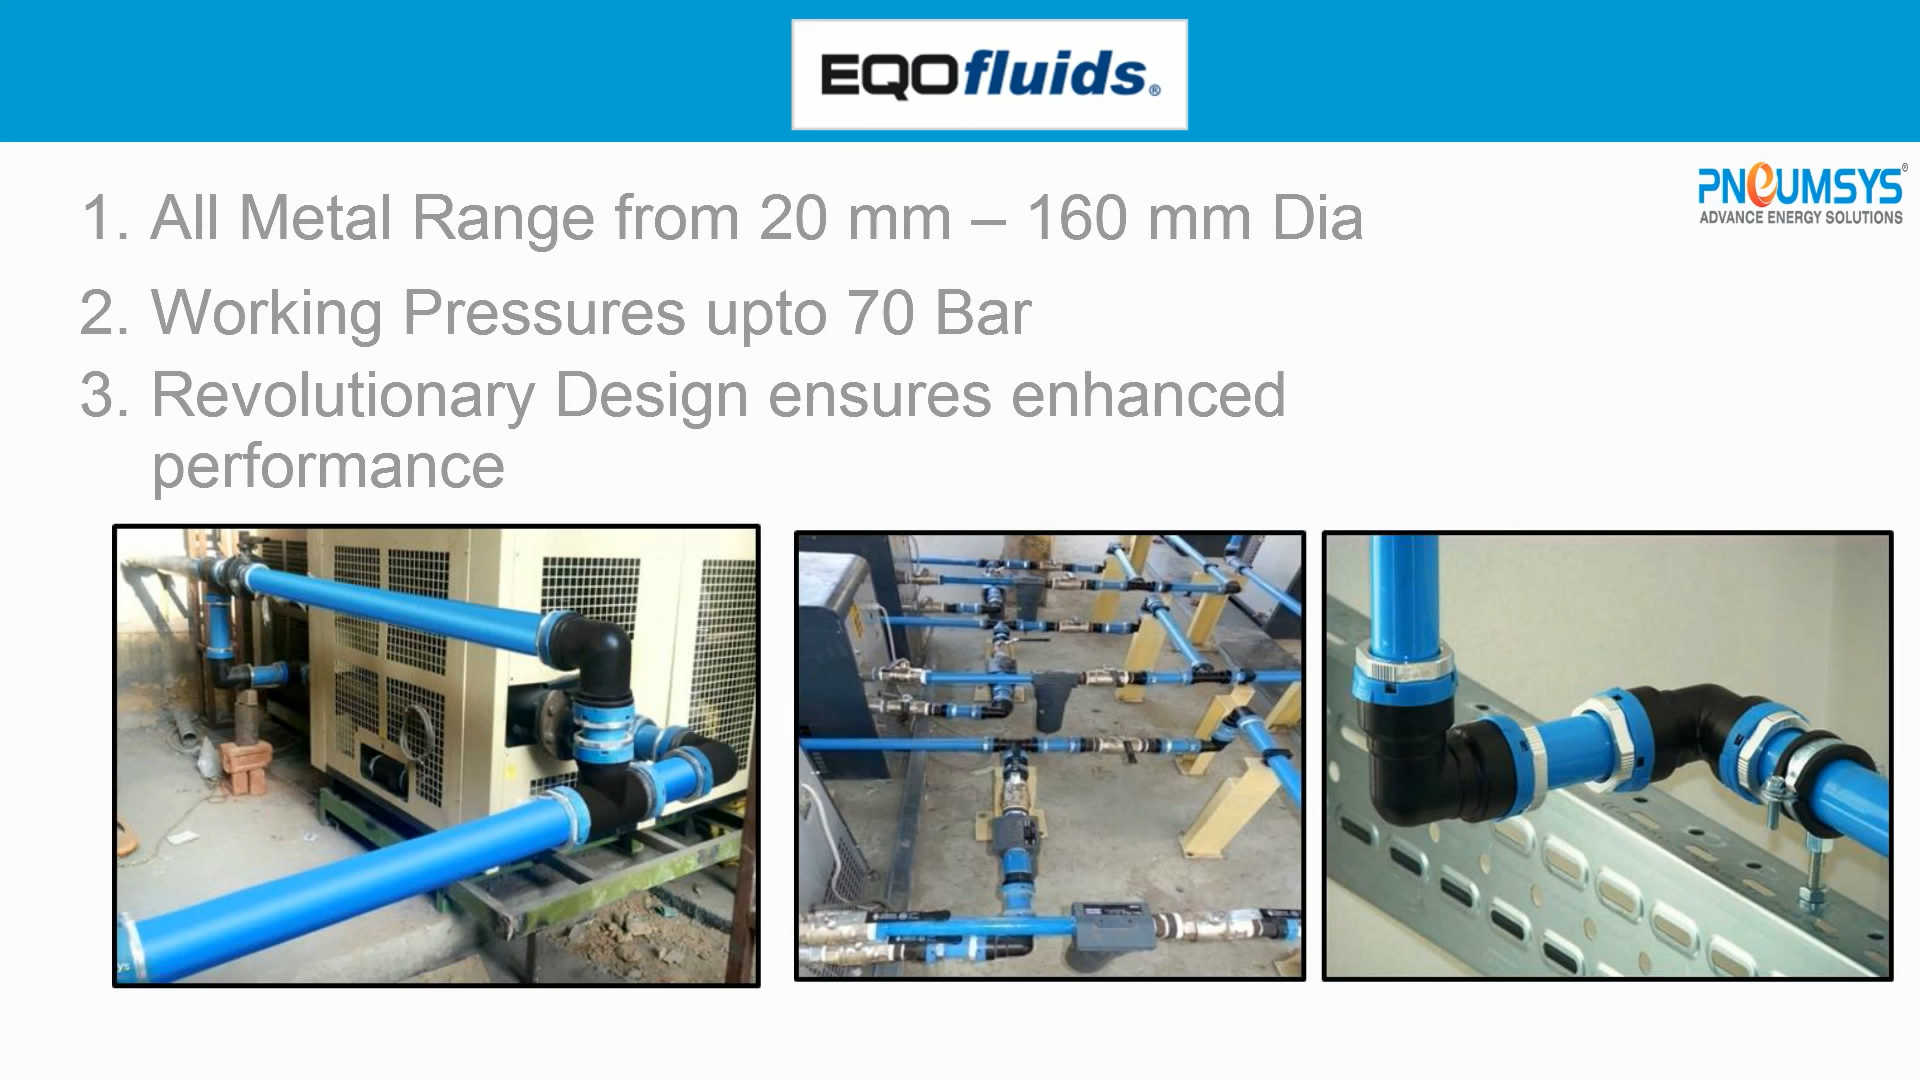 EQOfluids®
PNEUMSYS®
ADVANCE ENERGY SOLUTIONS
1. All Metal Range from 20 mm – 160 mm Dia
2. Working Pressures upto 70 Bar
3. Revolutionary Design ensures enhanced
performance